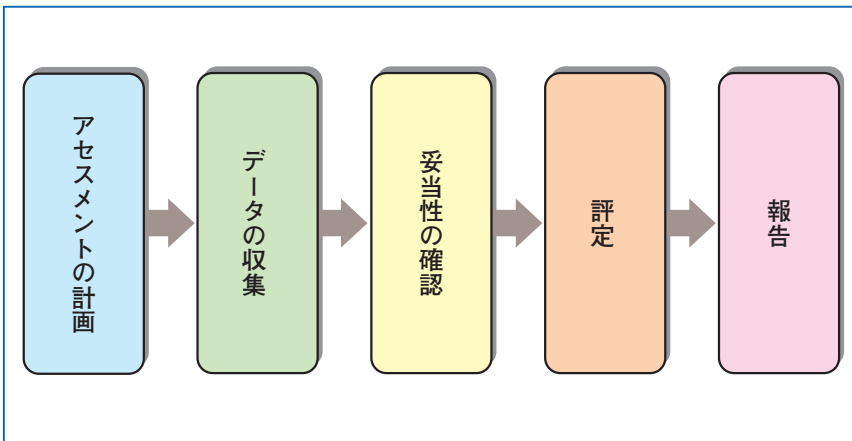 アセスメントの計画
データの収集
妥当性の確認
評定
報告